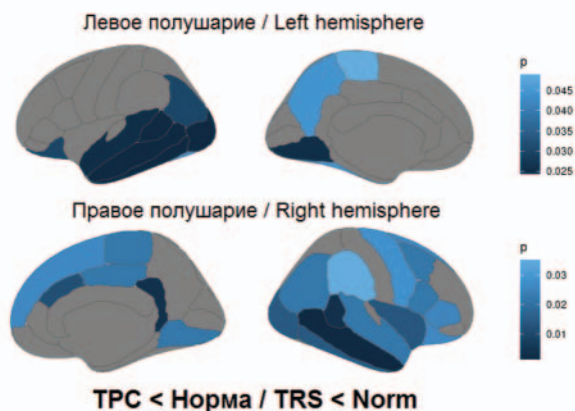 Левое полушарие / Left hemisphere
p
0.045
0.040
0.035
0.030
0.025
Правое полушарие / Right hemisphere
p
0.03
0.02
0.01
ТРС < Норма / TRS < Norm